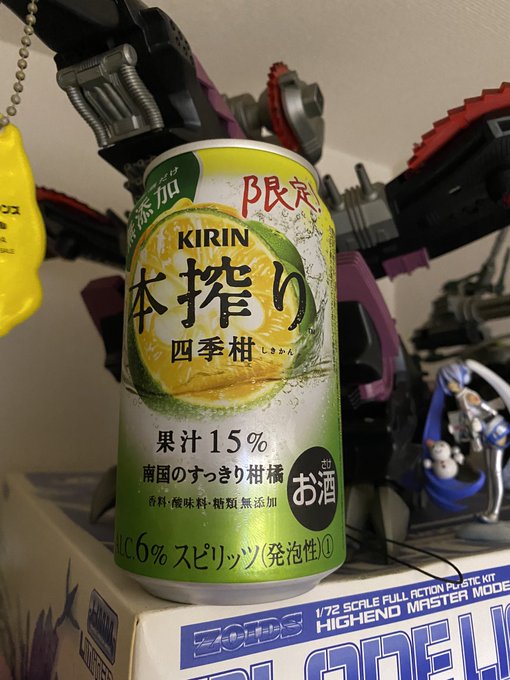 無添加
限定
KIRIN
本搾り
四季柑
しきかん
果汁15%
南国のすっきり柑橘
香料・酸味料・糖類 無添加
さけ
お酒
ALC.6% スピリッツ(発泡性)①
ZOIDS
1/72 SCALE FULL ACTION PLASTIC KIT
HIGHEND MASTER MODE